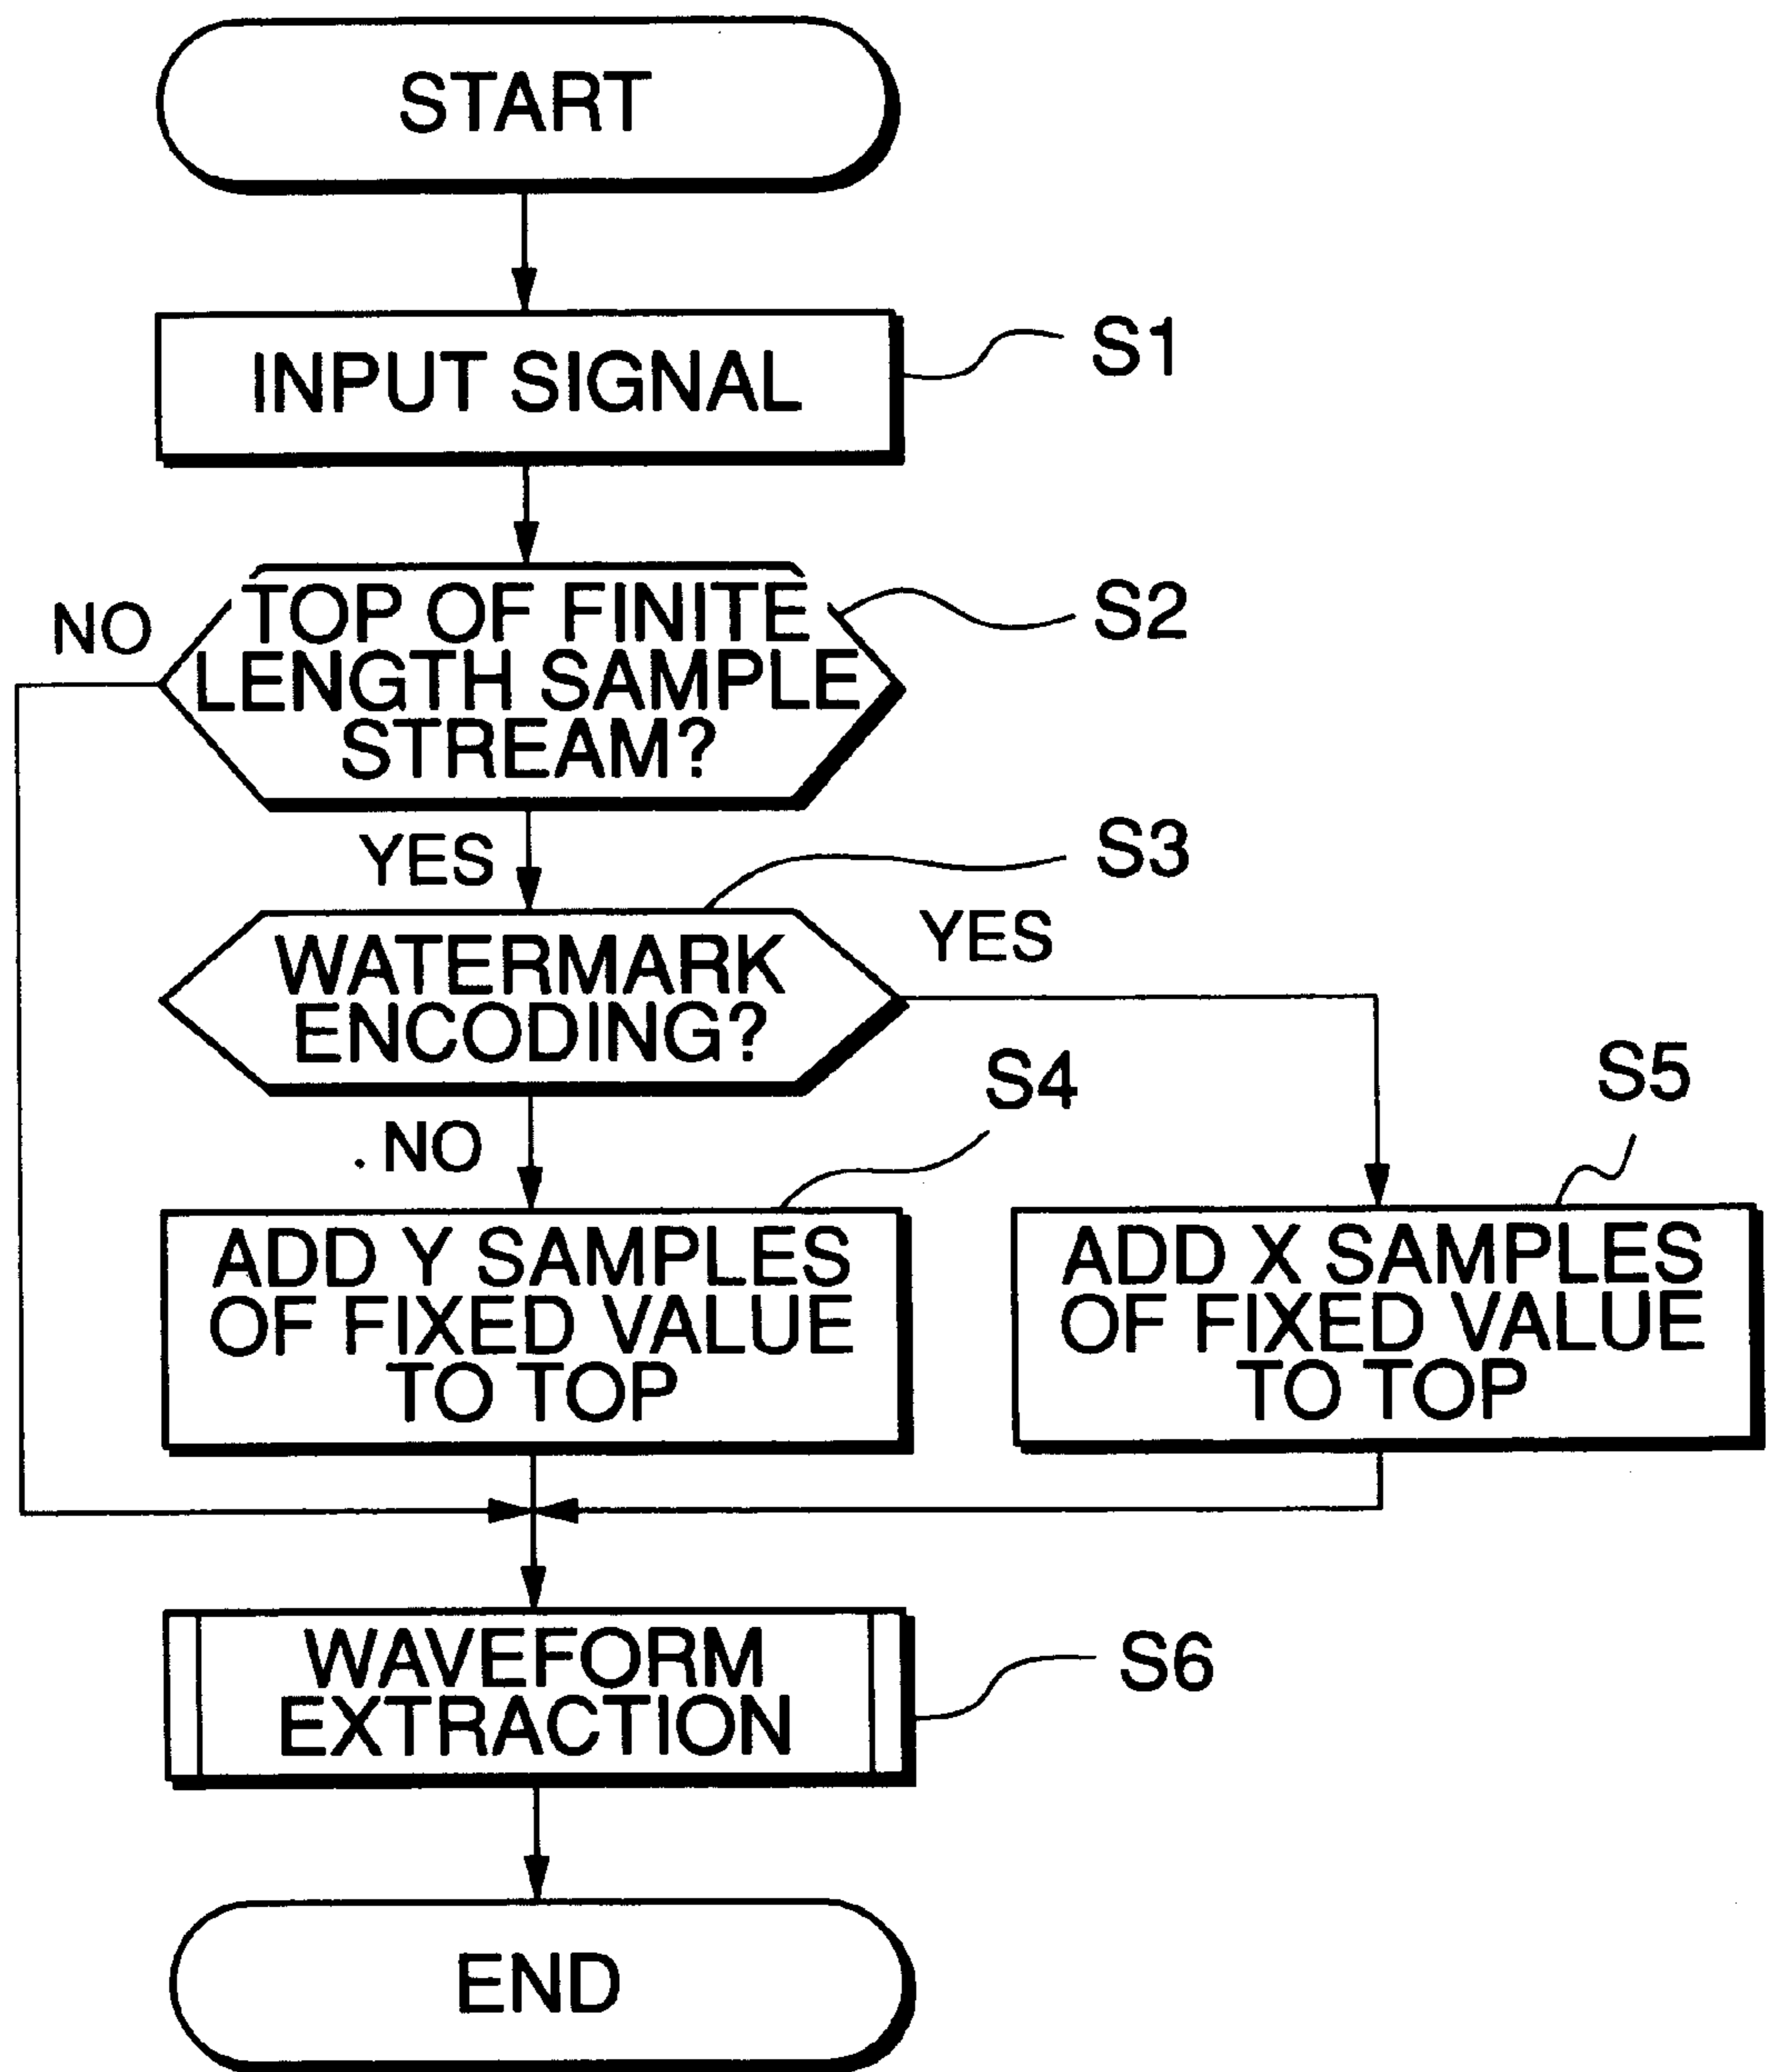 START
INPUT SIGNAL
S1
TOP OF FINITE
LENGTH SAMPLE
STREAM?
S2
NO
YES
S3
WATERMARK
ENCODING?
YES
NO
S4
S5
ADD Y SAMPLES
OF FIXED VALUE
TO TOP
ADD X SAMPLES
OF FIXED VALUE
TO TOP
WAVEFORM
EXTRACTION
S6
END